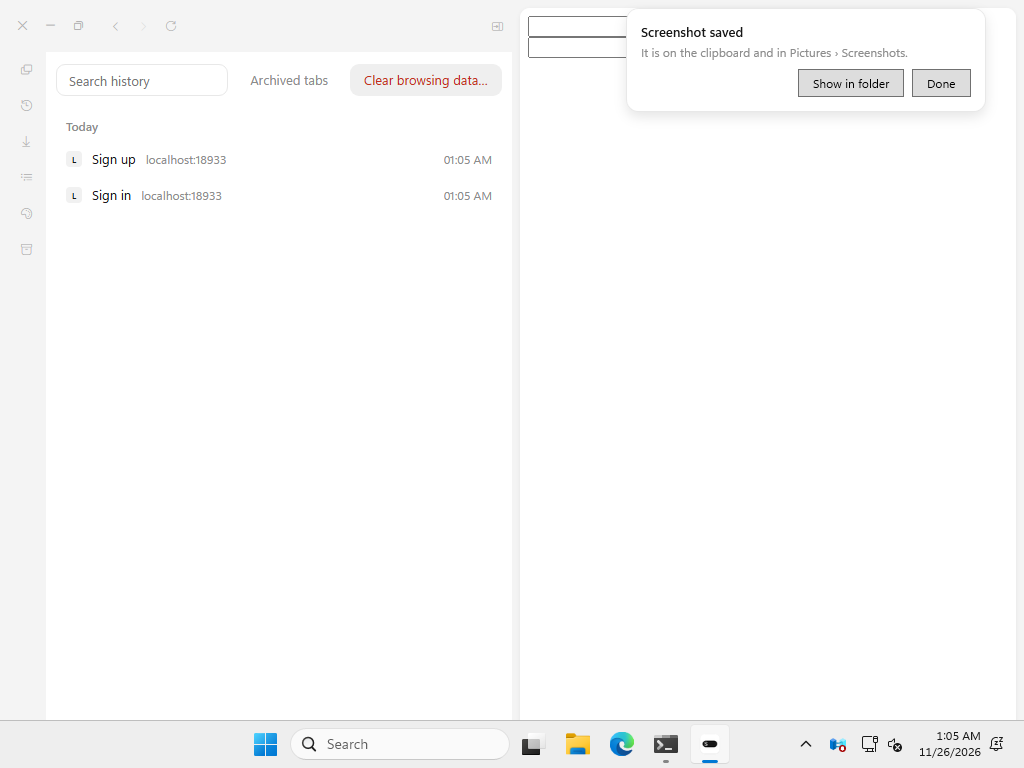 Search history
Archived tabs
Clear browsing data...
Today
L Sign up localhost:18933 01:05 AM
L Sign in localhost:18933 01:05 AM
Screenshot saved
It is on the clipboard and in Pictures › Screenshots.
Show in folder
Done
Search
1:05 AM
11/26/2026